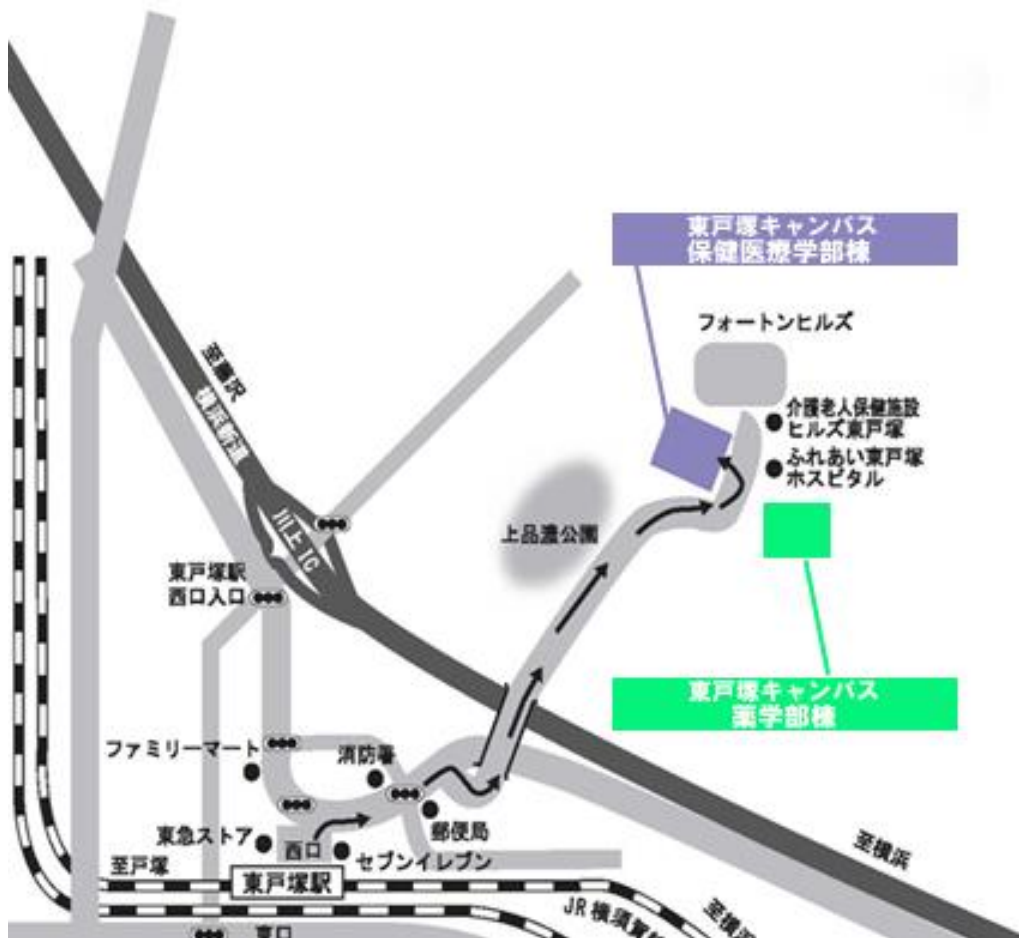 東戸塚キャンパス
保健医療学部棟
フォートンヒルズ
至藤沢
横浜新道
介護老人保健施設
ヒルズ東戸塚
ふれあい東戸塚
ホスピタル
川上IC
上品濃公園
東戸塚駅
西口入口
東戸塚キャンパス
薬学部棟
ファミリーマート
消防署
東急ストア
西口
郵便局
セブンイレブン
至横浜
至戸塚
東戸塚駅
JR横須賀
至横浜
東口